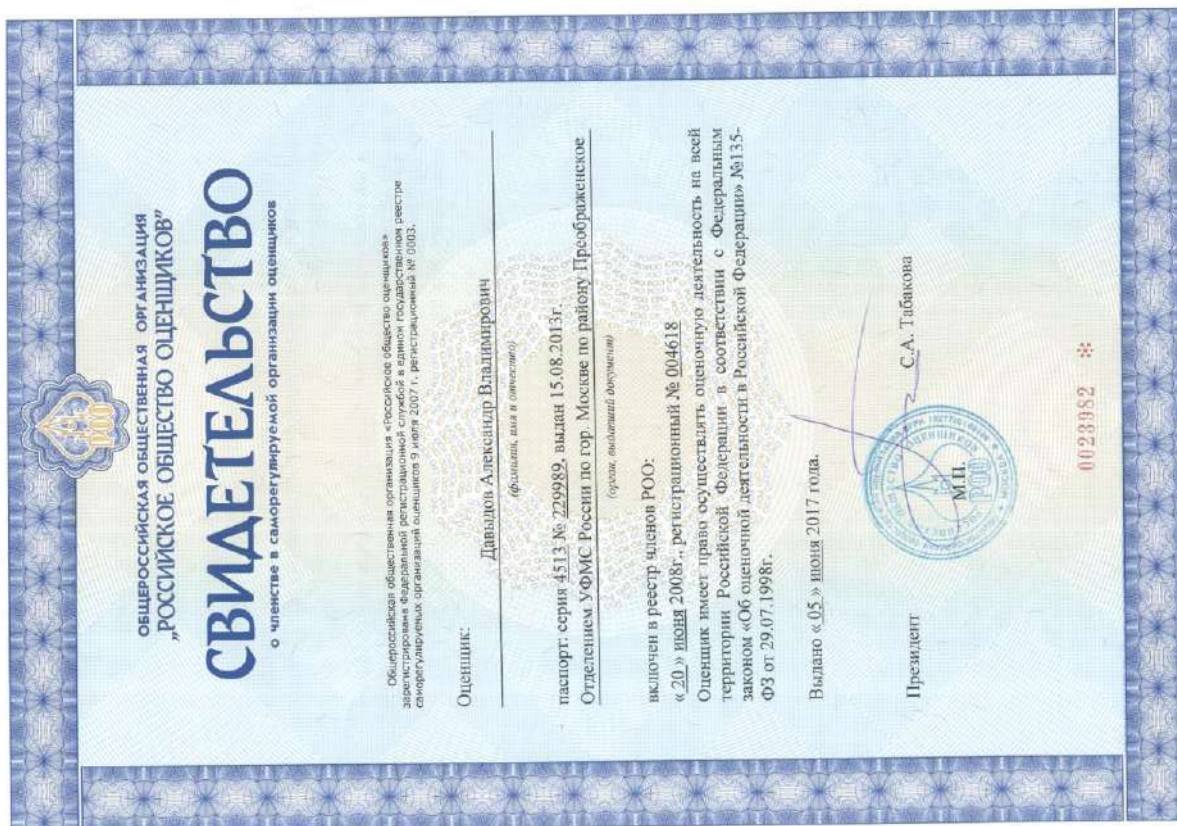 РОО
ОБЩЕРОССИЙСКАЯ ОБЩЕСТВЕННАЯ ОРГАНИЗАЦИЯ
„РОССИЙСКОЕ ОБЩЕСТВО ОЦЕНЩИКОВ”
СВИДЕТЕЛЬСТВО
о членстве в саморегулируемой организации оценщиков
Общероссийская общественная организация «Российское общество оценщиков»
зарегистрирована Федеральной регистрационной службой в едином государственном реестре
саморегулируемых организаций оценщиков 9 июля 2007 г. регистрационный № 0003.
Оценщик:
Давыдов Александр Владимирович
(фамилия, имя и отчество)
паспорт: серия 4513 № 229989, выдан 15.08.2013г.
Отделением УФМС России по гор. Москве по району Преображенское
(орган, выдавший документ)
включен в реестр членов РОО:
« 20 » июня 2008г., регистрационный № 004618
Оценщик имеет право осуществлять оценочную деятельность на всей
территории Российской Федерации в соответствии с Федеральным
законом «Об оценочной деятельности в Российской Федерации» №135-
ФЗ от 29.07.1998г.
Выдано « 05 » июня 2017 года.
Президент
С.А. Табакова
М.П.
РОО
0023982 *